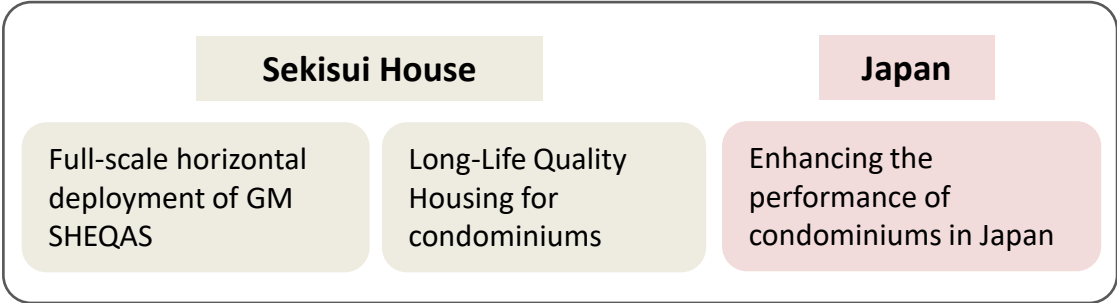 Sekisui House
Japan
Full-scale horizontal
deployment of GM
SHEQAS
Long-Life Quality
Housing for
condominiums
Enhancing the
performance of
condominiums in Japan